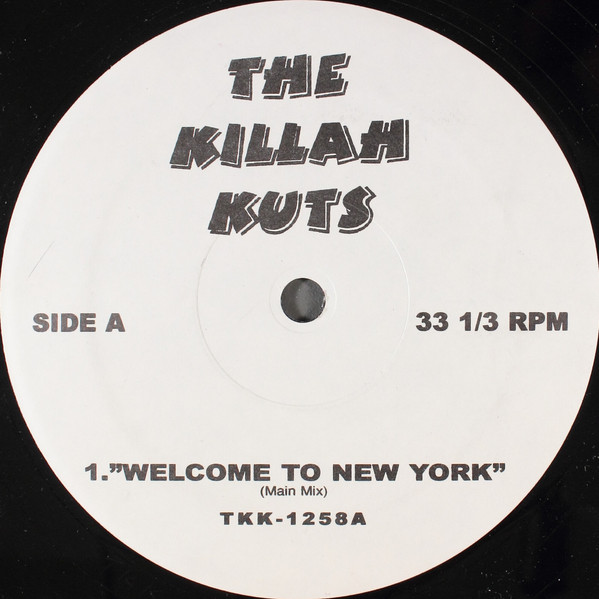 THE
KILLAH
KUTS
SIDE A
33 1/3 RPM
1.”WELCOME TO NEW YORK”
(Main Mix)
TKK-1258A